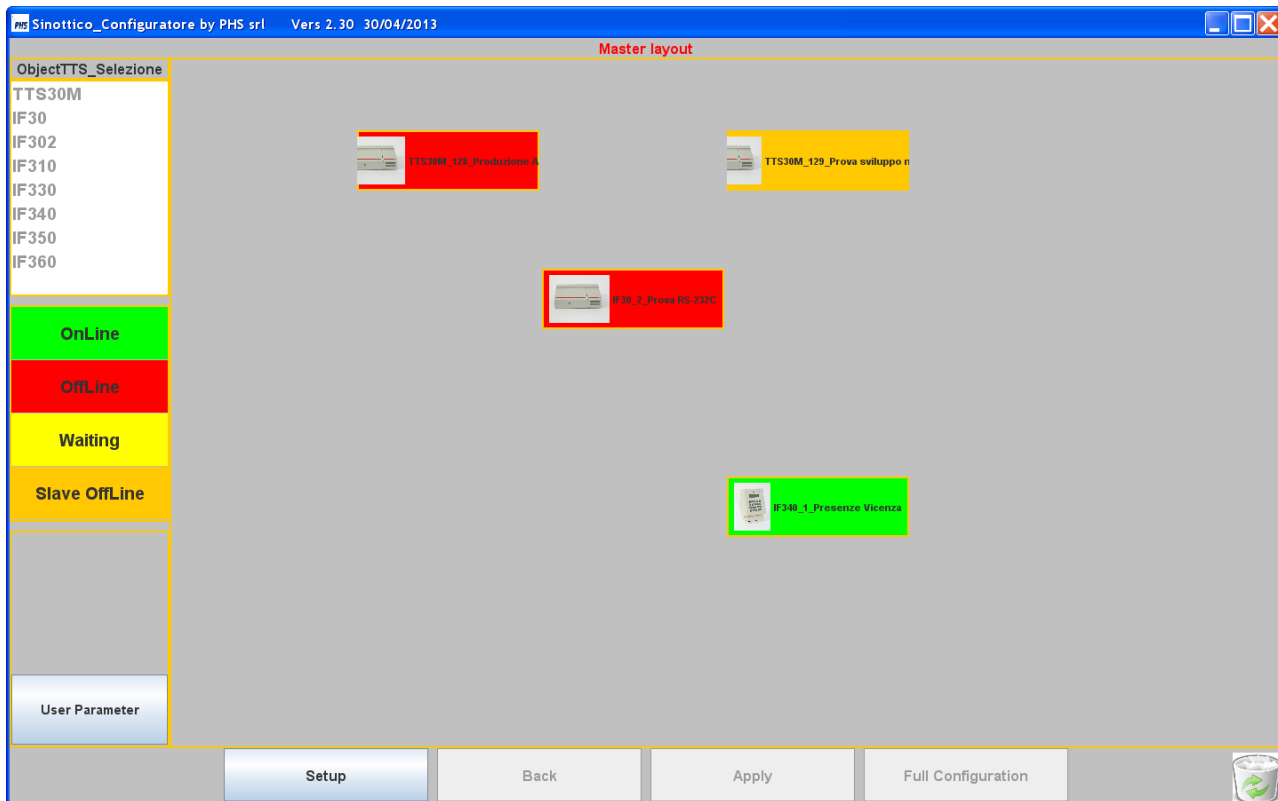 PHS Sinottico_Configuratore by PHS srl Vers 2.30 30/04/2013
Master layout
ObjectTTS_Selezione
TTS30M
IF30
IF302
IF310
IF330
IF340
IF350
IF360
TTS30M_128_Produzione A
TTS30M_129_Prova sviluppo n
IF30_2_Prova RS-232C
IF340_1_Presenze Vicenza
OnLine
OffLine
Waiting
Slave OffLine
User Parameter
Setup
Back
Apply
Full Configuration